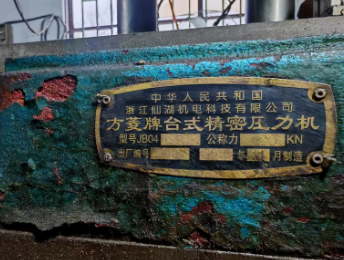 中华人民共和国
浙江仙湖机电科技有限公司
方菱牌台式精密压力机
型号JB04 公称力 KN
出厂编号 年 月制造